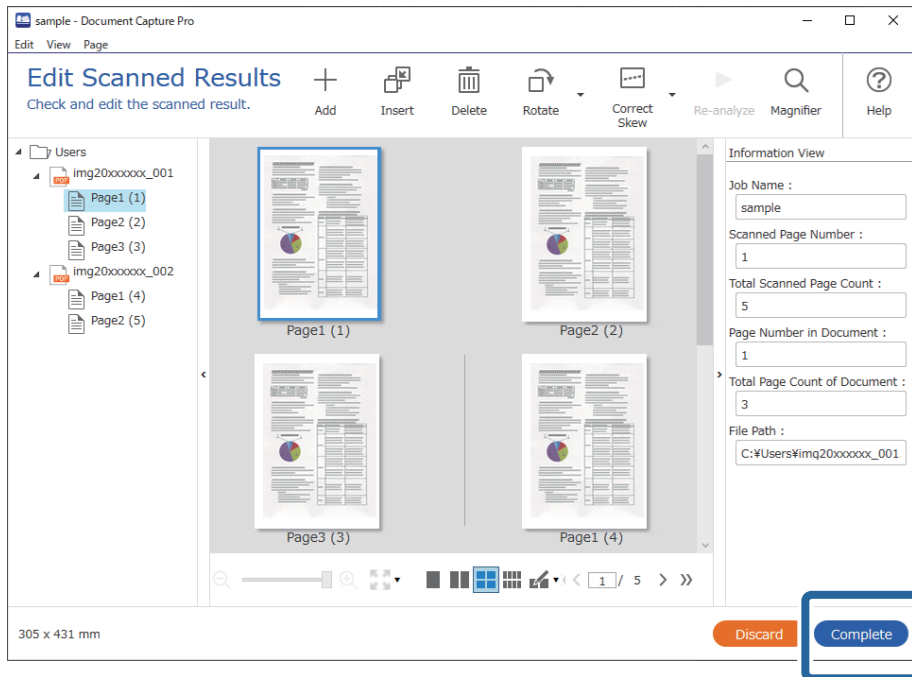 sample - Document Capture Pro
Edit View Page
Edit Scanned Results
Check and edit the scanned result.
Add
Insert
Delete
Rotate
Correct
Skew
Re-analyze
Magnifier
Help
Users
PDF
img20xxxxxx_001
Page1 (1)
Page2 (2)
Page3 (3)
PDF
img20xxxxxx_002
Page1 (4)
Page2 (5)
Page1 (1)
Page2 (2)
Page3 (3)
Page1 (4)
1 / 5
Information View
Job Name :
sample
Scanned Page Number :
1
Total Scanned Page Count :
5
Page Number in Document :
1
Total Page Count of Document :
3
File Path :
C:¥Users¥img20xxxxxx_001.
305 x 431 mm
Discard
Complete